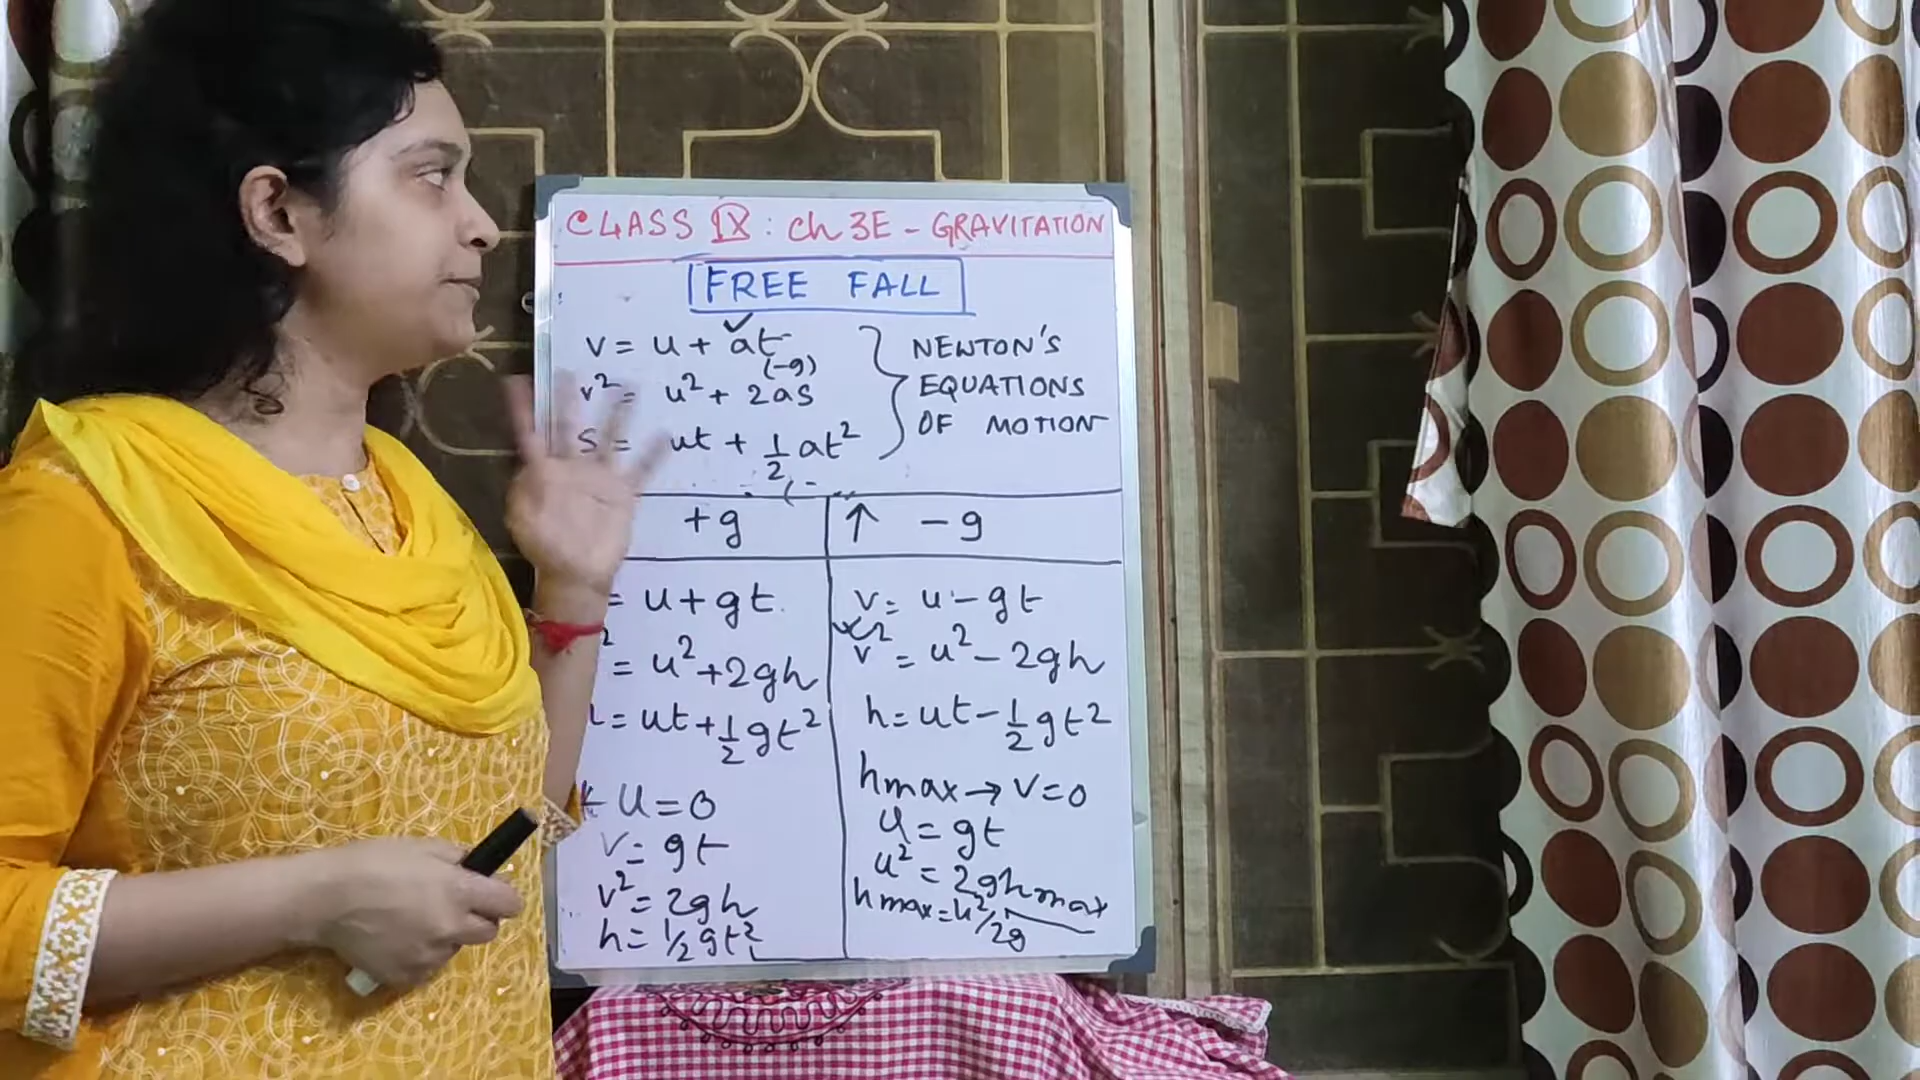 CLASS IX : Ch 3E - GRAVITATION
FREE FALL
v = u + at
(-g)
v² = u² + 2as
s = ut + 1/2 at²
NEWTON'S
EQUATIONS
OF MOTION
+g
= u + gt
² = u² + 2gh
= ut + 1/2 gt²
u = 0
v = gt
v² = 2gh
h = 1/2 gt²
↑ -g
v = u - gt
v² = u² - 2gh
h = ut - 1/2 gt²
hmax → v = 0
u = gt
u² = 2ghmax
hmax = u²/2g